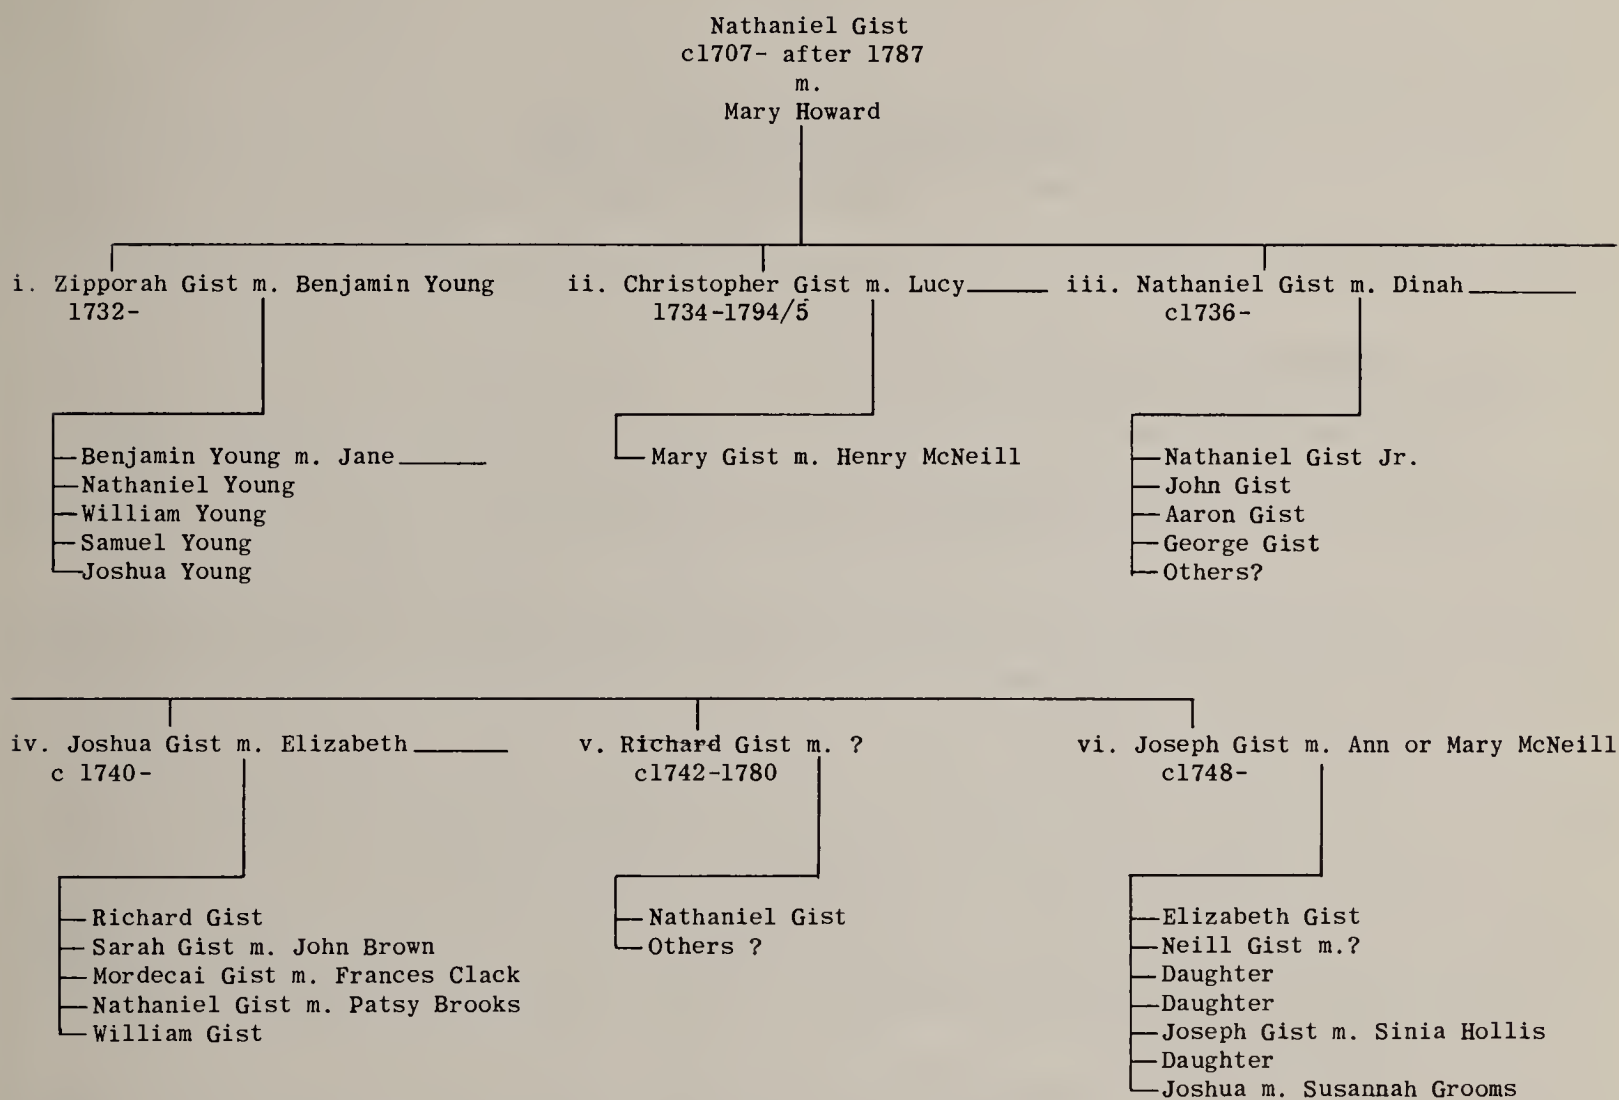 Nathaniel Gist
c1707- after 1787
m.
Mary Howard
i. Zipporah Gist m. Benjamin Young
1732-
ii. Christopher Gist m. Lucy______
1734-1794/5
iii. Nathaniel Gist m. Dinah________
c1736-
Benjamin Young m. Jane______
Nathaniel Young
William Young
Samuel Young
Joshua Young
Mary Gist m. Henry McNeill
Nathaniel Gist Jr.
John Gist
Aaron Gist
George Gist
Others?
iv. Joshua Gist m. Elizabeth_______
c 1740-
v. Richard Gist m. ?
c1742-1780
vi. Joseph Gist m. Ann or Mary McNeill
c1748-
Richard Gist
Sarah Gist m. John Brown
Mordecai Gist m. Frances Clack
Nathaniel Gist m. Patsy Brooks
William Gist
Nathaniel Gist
Others ?
Elizabeth Gist
Neill Gist m.?
Daughter
Daughter
Joseph Gist m. Sinia Hollis
Daughter
Joshua m. Susannah Grooms